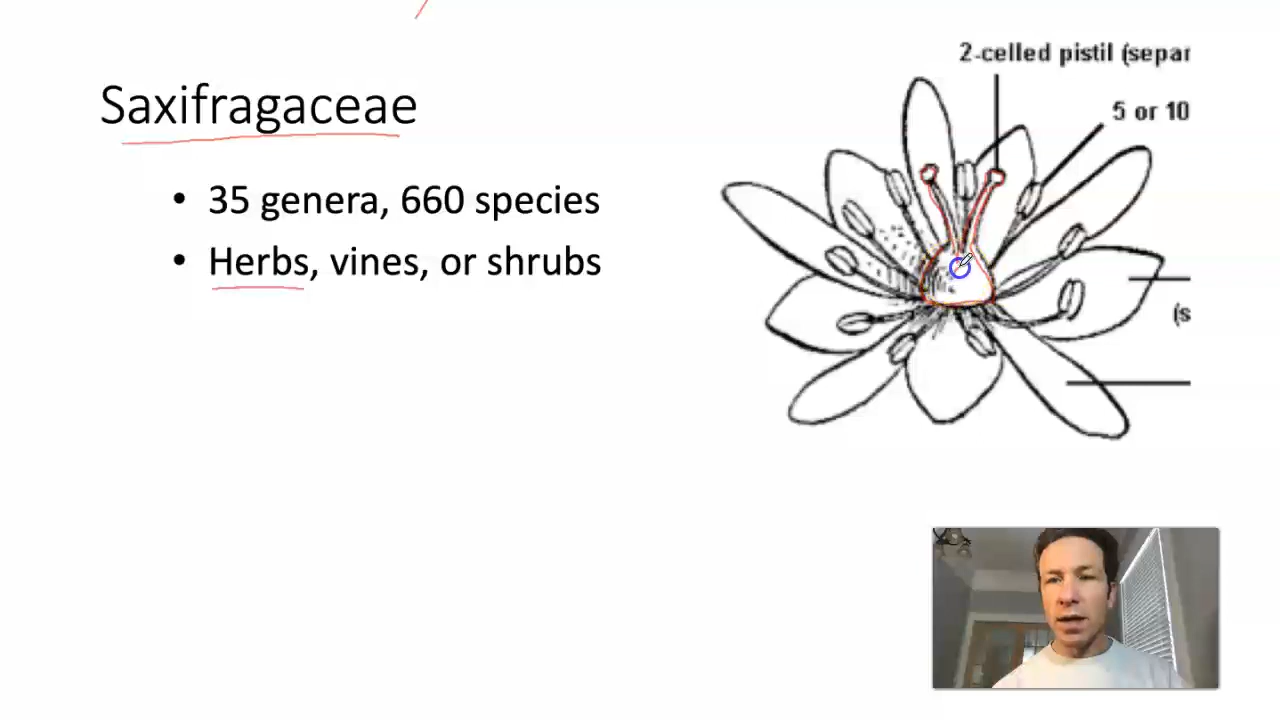 Saxifragaceae
• 35 genera, 660 species
• Herbs, vines, or shrubs
2-celled pistil (separ
5 or 10
(s